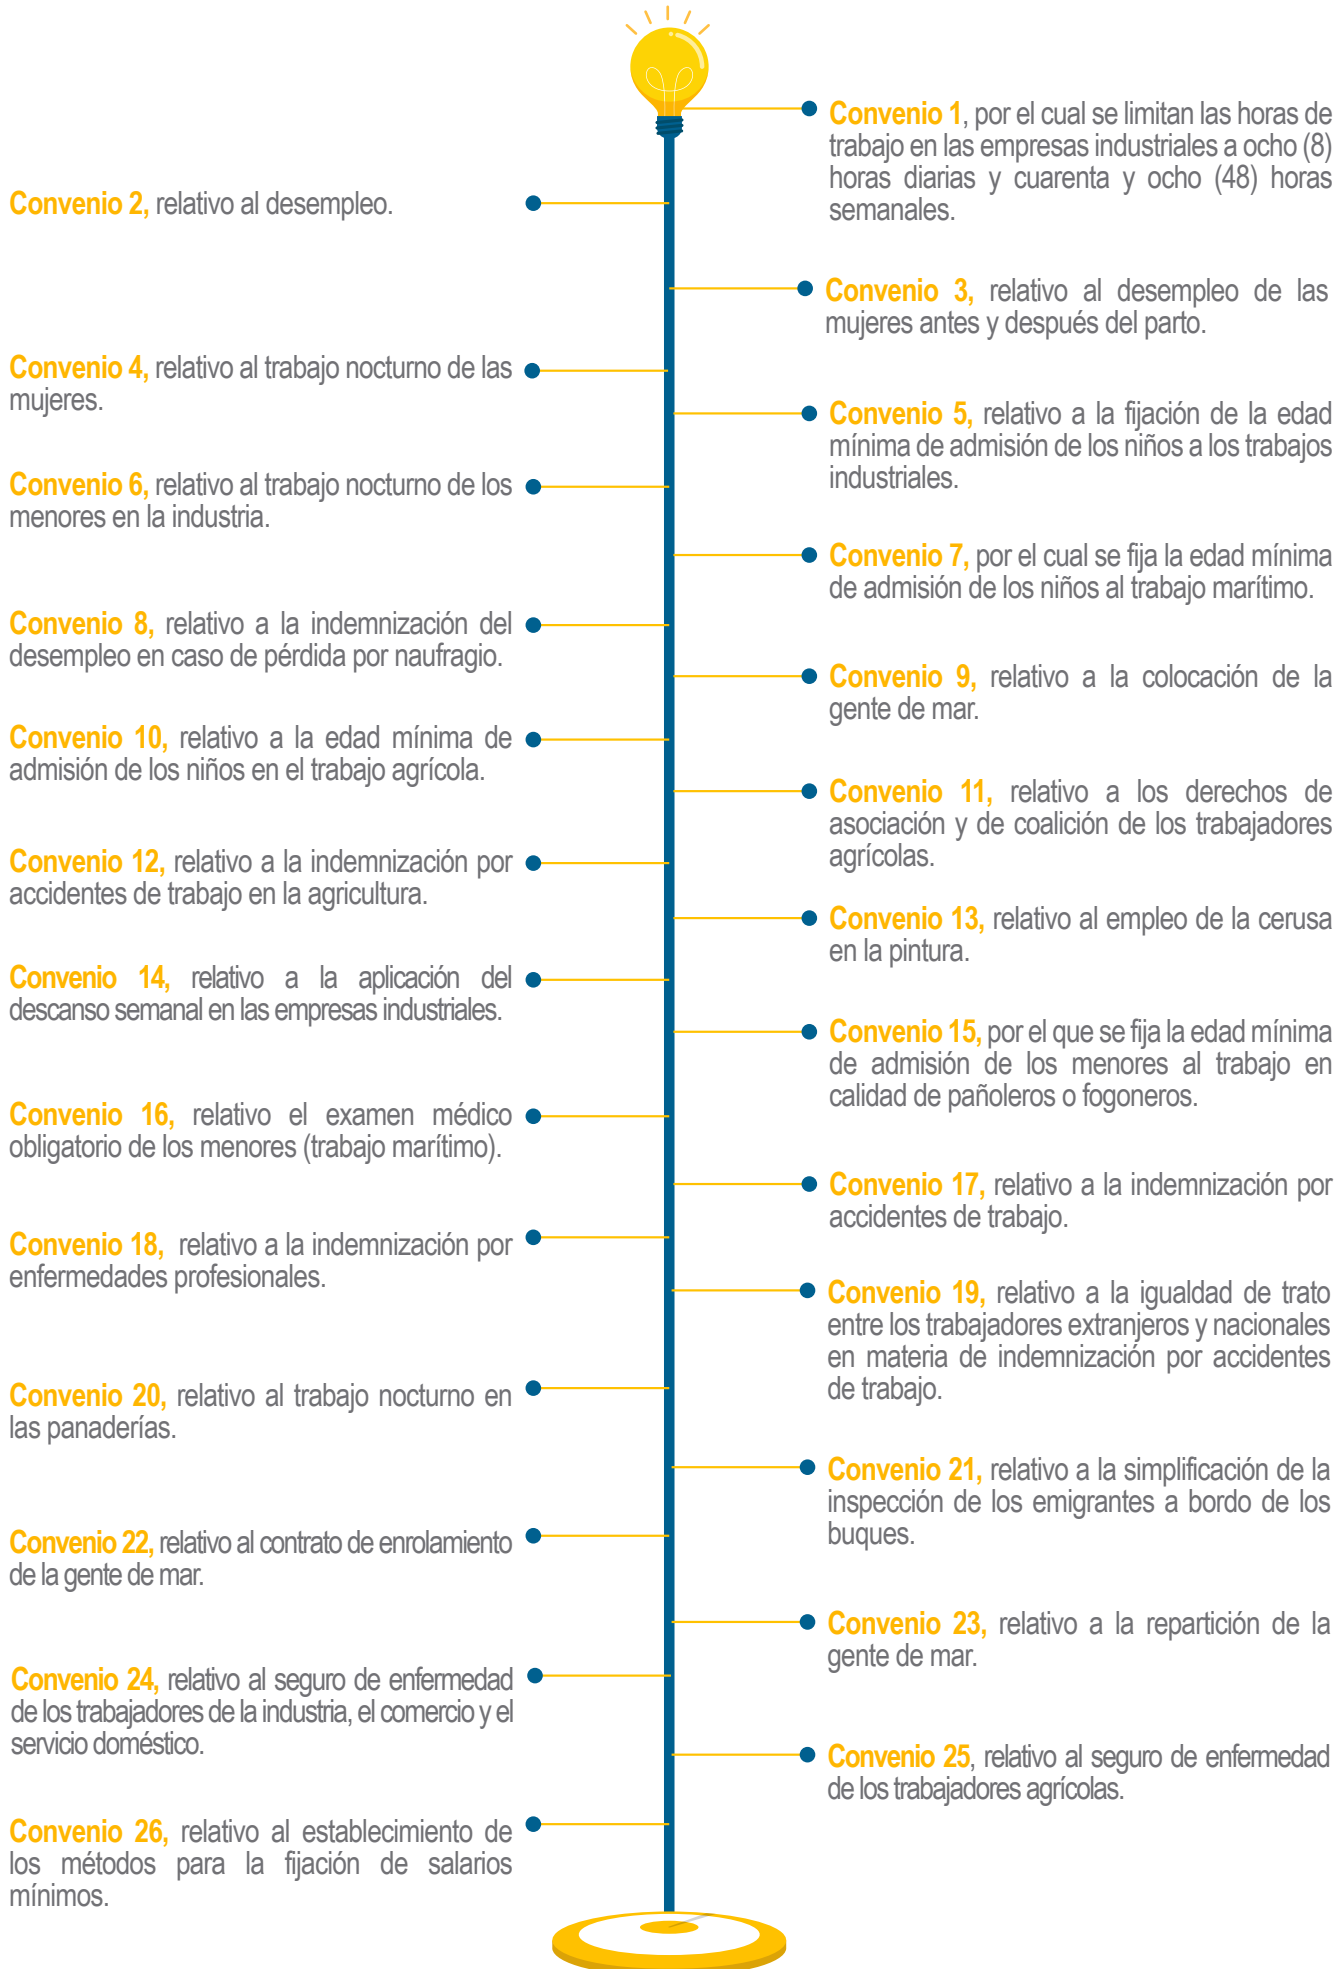 Convenio 1, por el cual se limitan las horas de
trabajo en las empresas industriales a ocho (8)
horas diarias y cuarenta y ocho (48) horas
semanales.
Convenio 2, relativo al desempleo.
Convenio 3, relativo al desempleo de las
mujeres antes y después del parto.
Convenio 4, relativo al trabajo nocturno de las
mujeres.
Convenio 5, relativo a la fijación de la edad
mínima de admisión de los niños a los trabajos
industriales.
Convenio 6, relativo al trabajo nocturno de los
menores en la industria.
Convenio 7, por el cual se fija la edad mínima
de admisión de los niños al trabajo marítimo.
Convenio 8, relativo a la indemnización del
desempleo en caso de pérdida por naufragio.
Convenio 9, relativo a la colocación de la
gente de mar.
Convenio 10, relativo a la edad mínima de
admisión de los niños en el trabajo agrícola.
Convenio 11, relativo a los derechos de
asociación y de coalición de los trabajadores
agrícolas.
Convenio 12, relativo a la indemnización por
accidentes de trabajo en la agricultura.
Convenio 13, relativo al empleo de la cerusa
en la pintura.
Convenio 14, relativo a la aplicación del
descanso semanal en las empresas industriales.
Convenio 15, por el que se fija la edad mínima
de admisión de los menores al trabajo en
calidad de pañoleros o fogoneros.
Convenio 16, relativo el examen médico
obligatorio de los menores (trabajo marítimo).
Convenio 17, relativo a la indemnización por
accidentes de trabajo.
Convenio 18, relativo a la indemnización por
enfermedades profesionales.
Convenio 19, relativo a la igualdad de trato
entre los trabajadores extranjeros y nacionales
en materia de indemnización por accidentes
de trabajo.
Convenio 20, relativo al trabajo nocturno en
las panaderías.
Convenio 21, relativo a la simplificación de la
inspección de los emigrantes a bordo de los
buques.
Convenio 22, relativo al contrato de enrolamiento
de la gente de mar.
Convenio 23, relativo a la repartición de la
gente de mar.
Convenio 24, relativo al seguro de enfermedad
de los trabajadores de la industria, el comercio y el
servicio doméstico.
Convenio 25, relativo al seguro de enfermedad
de los trabajadores agrícolas.
Convenio 26, relativo al establecimiento de
los métodos para la fijación de salarios
mínimos.